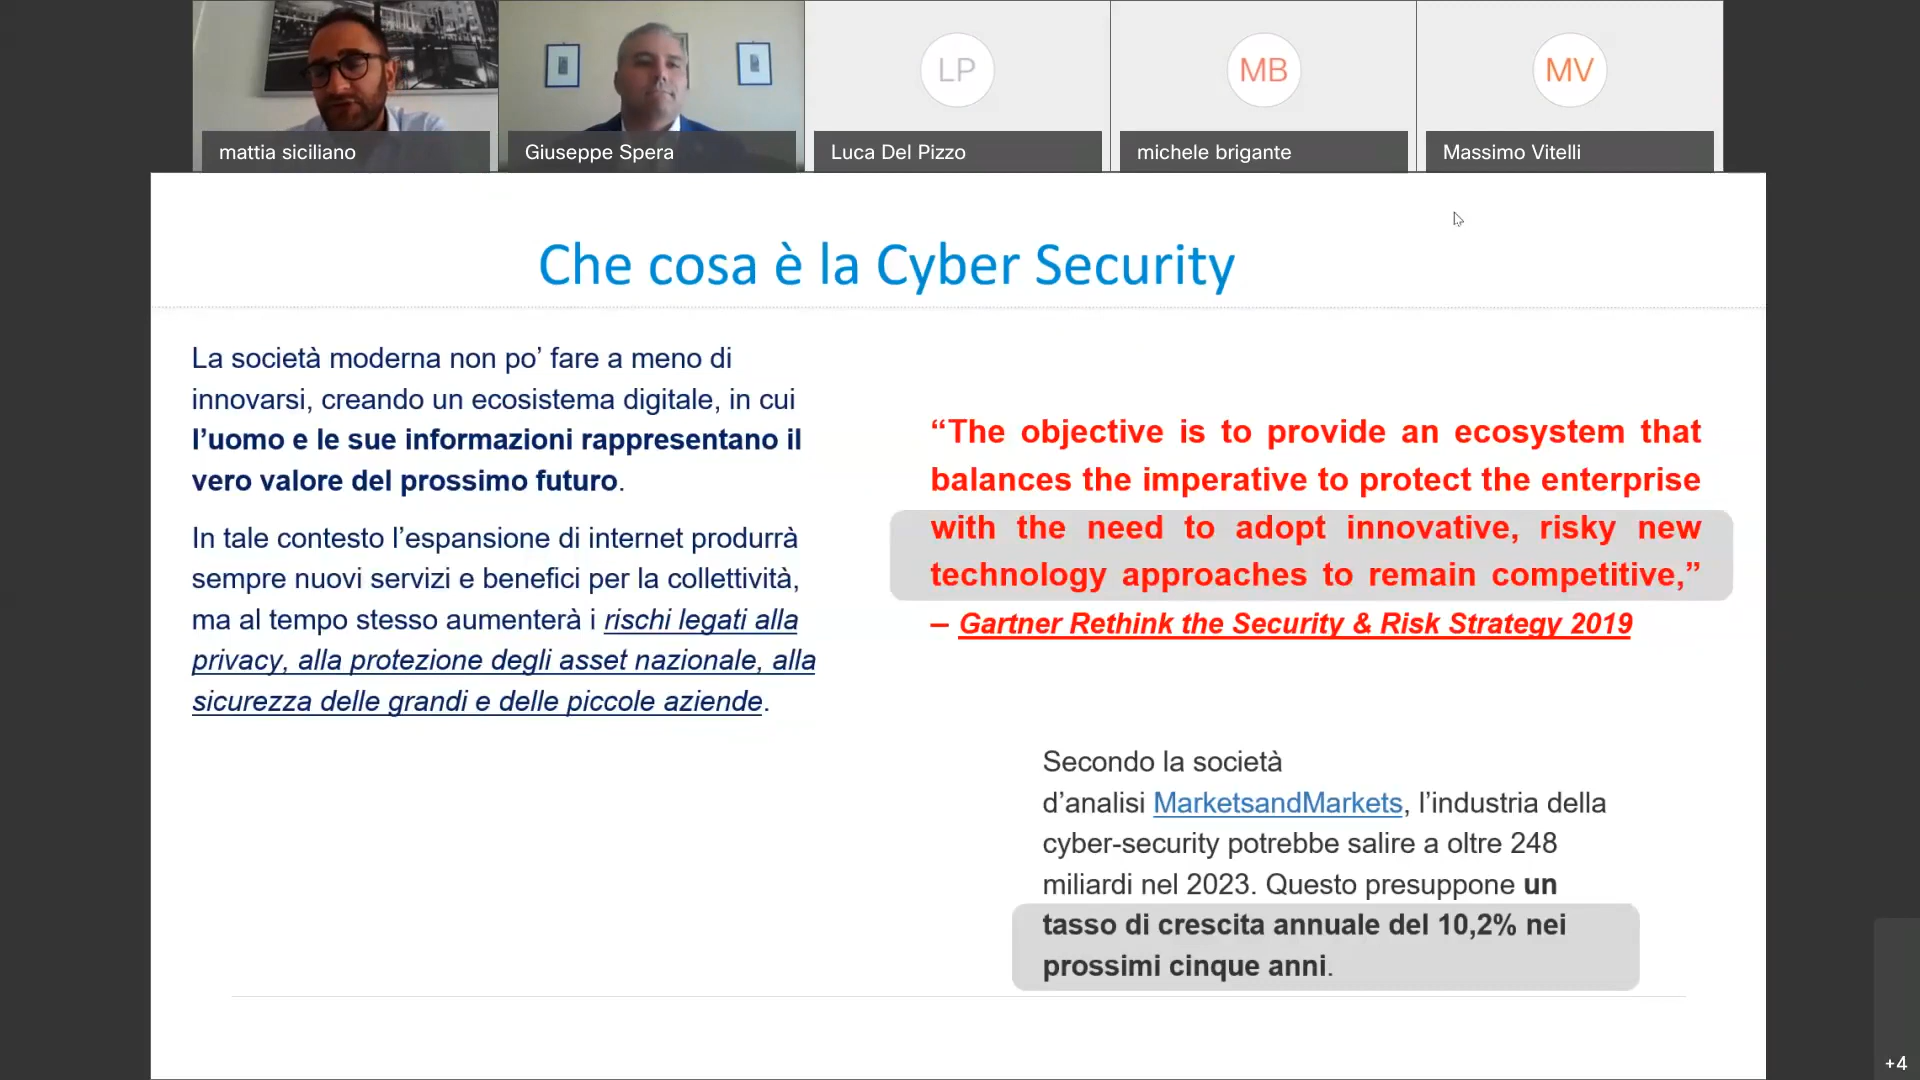 LP
MB
MV
mattia siciliano
Giuseppe Spera
Luca Del Pizzo
michele brigante
Massimo Vitelli
Che cosa è la Cyber Security
La società moderna non po’ fare a meno di
innovarsi, creando un ecosistema digitale, in cui
l’uomo e le sue informazioni rappresentano il
vero valore del prossimo futuro.
In tale contesto l’espansione di internet produrrà
sempre nuovi servizi e benefici per la collettività,
ma al tempo stesso aumenterà i rischi legati alla
privacy, alla protezione degli asset nazionale, alla
sicurezza delle grandi e delle piccole aziende.
“The objective is to provide an ecosystem that
balances the imperative to protect the enterprise
with the need to adopt innovative, risky new
technology approaches to remain competitive,”
– Gartner Rethink the Security & Risk Strategy 2019
Secondo la società
d’analisi MarketsandMarkets, l’industria della
cyber-security potrebbe salire a oltre 248
miliardi nel 2023. Questo presuppone un
tasso di crescita annuale del 10,2% nei
prossimi cinque anni.
+4